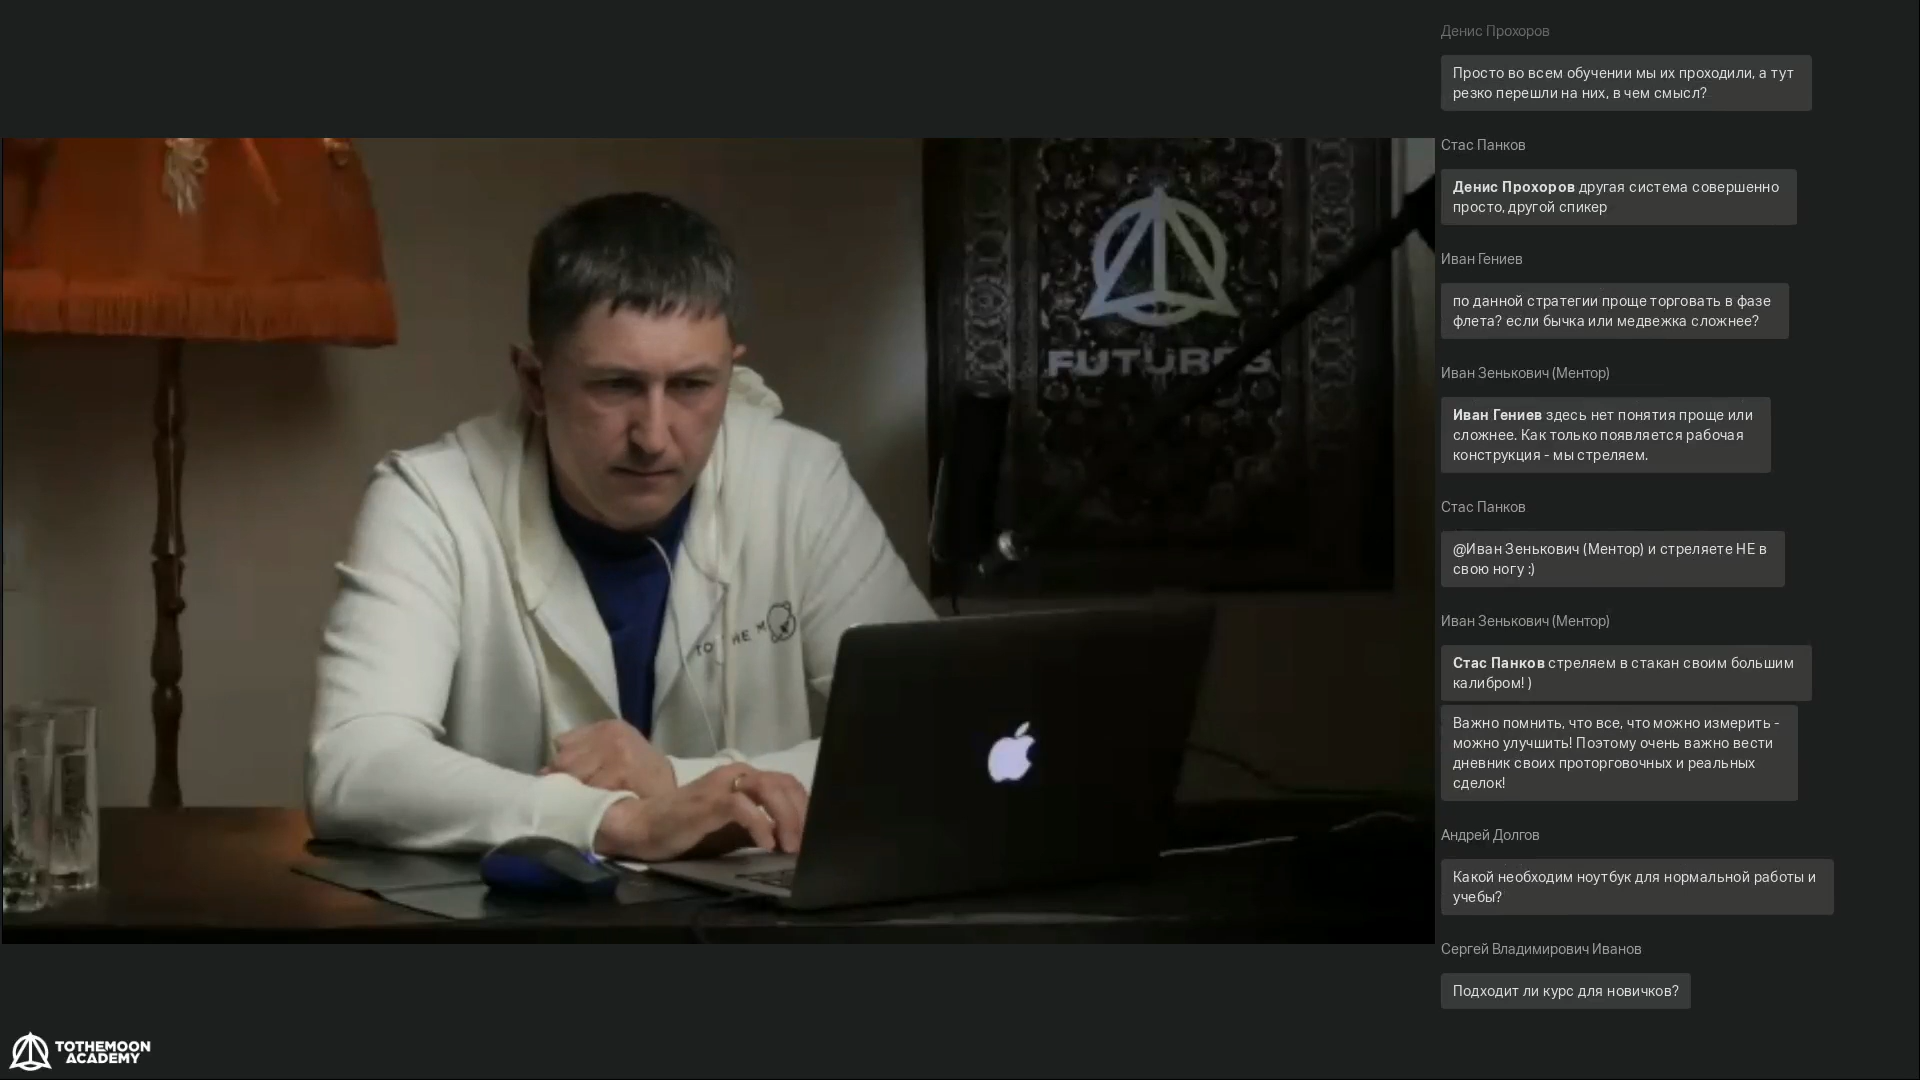 FUTURES
TO THE M
TOTHEMOON
ACADEMY
Денис Прохоров
Просто во всем обучении мы их проходили, а тут
резко перешли на них, в чем смысл?
Стас Панков
Денис Прохоров другая система совершенно
просто, другой спикер
Иван Гениев
по данной стратегии проще торговать в фазе
флета? если бычка или медвежка сложнее?
Иван Зенькович (Ментор)
Иван Гениев здесь нет понятия проще или
сложнее. Как только появляется рабочая
конструкция - мы стреляем.
Стас Панков
@Иван Зенькович (Ментор) и стреляете НЕ в
свою ногу :)
Иван Зенькович (Ментор)
Стас Панков стреляем в стакан своим большим
калибром! )
Важно помнить, что все, что можно измерить -
можно улучшить! Поэтому очень важно вести
дневник своих проторговочных и реальных
сделок!
Андрей Долгов
Какой необходим ноутбук для нормальной работы и
учебы?
Сергей Владимирович Иванов
Подходит ли курс для новичков?